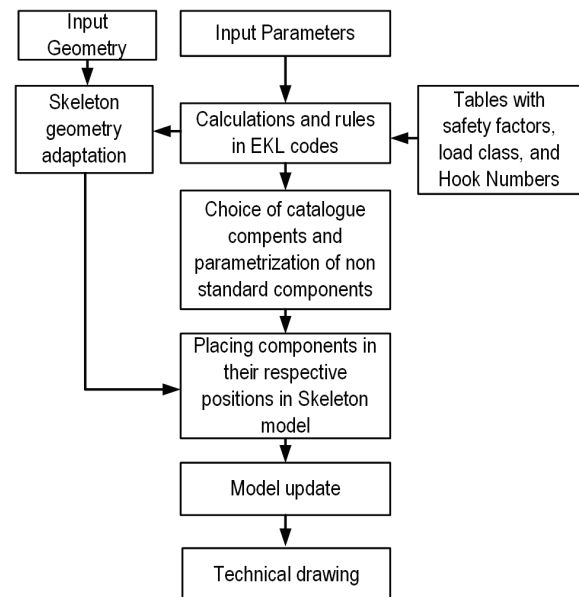 Input
Geometry
Input Parameters
Skeleton
geometry
adaptation
Calculations and rules
in EKL codes
Tables with
safety factors,
load class, and
Hook Numbers
Choice of catalogue
compents and
parametrization of non
standard components
Placing components in
their respective
positions in Skeleton
model
Model update
Technical drawing